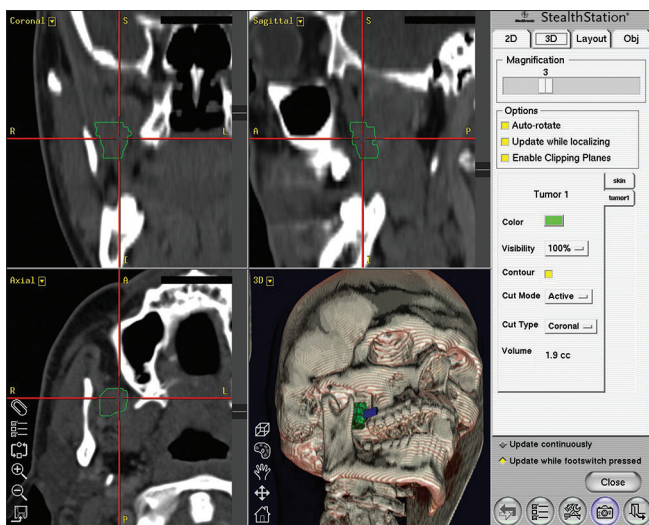 Coronal
S
R
L
I
Sagittal
S
A
P
I
Axial
A
R
L
P
3D
StealthStation®
2D
3D
Layout
Obj
Magnification
3
Options
Auto-rotate
Update while localizing
Enable Clipping Planes
skin
Tumor 1
tumor1
Color
Visibility 100%
Contour
Cut Mode Active
Cut Type Coronal
Volume 1.9 cc
Update continuously
Update while footswitch pressed
Close